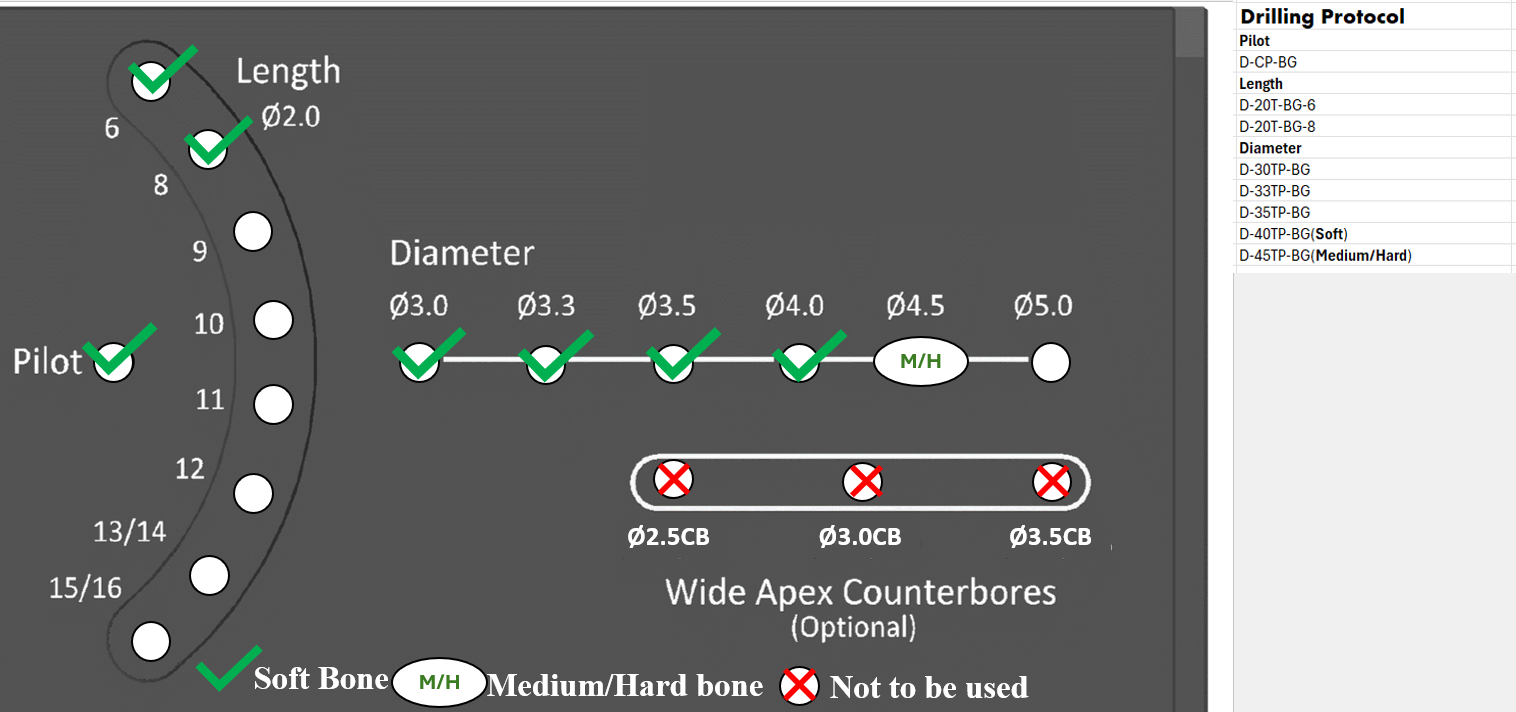 Length
Ø2.0
6
8
9
10
Pilot
11
12
13/14
15/16
Diameter
Ø3.0 Ø3.3 Ø3.5 Ø4.0 Ø4.5 Ø5.0
M/H
Ø2.5CB Ø3.0CB Ø3.5CB
Wide Apex Counterbores
(Optional)
Soft Bone M/H Medium/Hard bone Not to be used
Drilling Protocol
Pilot
D-CP-BG
Length
D-20T-BG-6
D-20T-BG-8
Diameter
D-30TP-BG
D-33TP-BG
D-35TP-BG
D-40TP-BG(Soft)
D-45TP-BG(Medium/Hard)